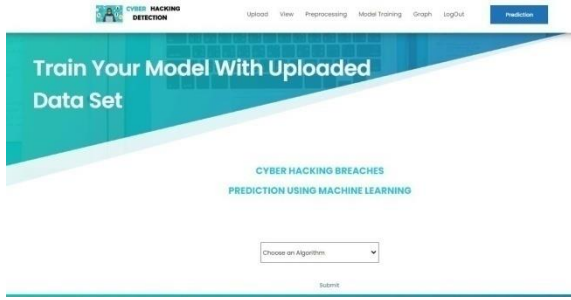 CYBER HACKING
DETECTION
Upload View Preprocessing Model Training Graph LogOut Prediction
Train Your Model With Uploaded
Data Set
CYBER HACKING BREACHES
PREDICTION USING MACHINE LEARNING
Choose an Algorithm
Submit